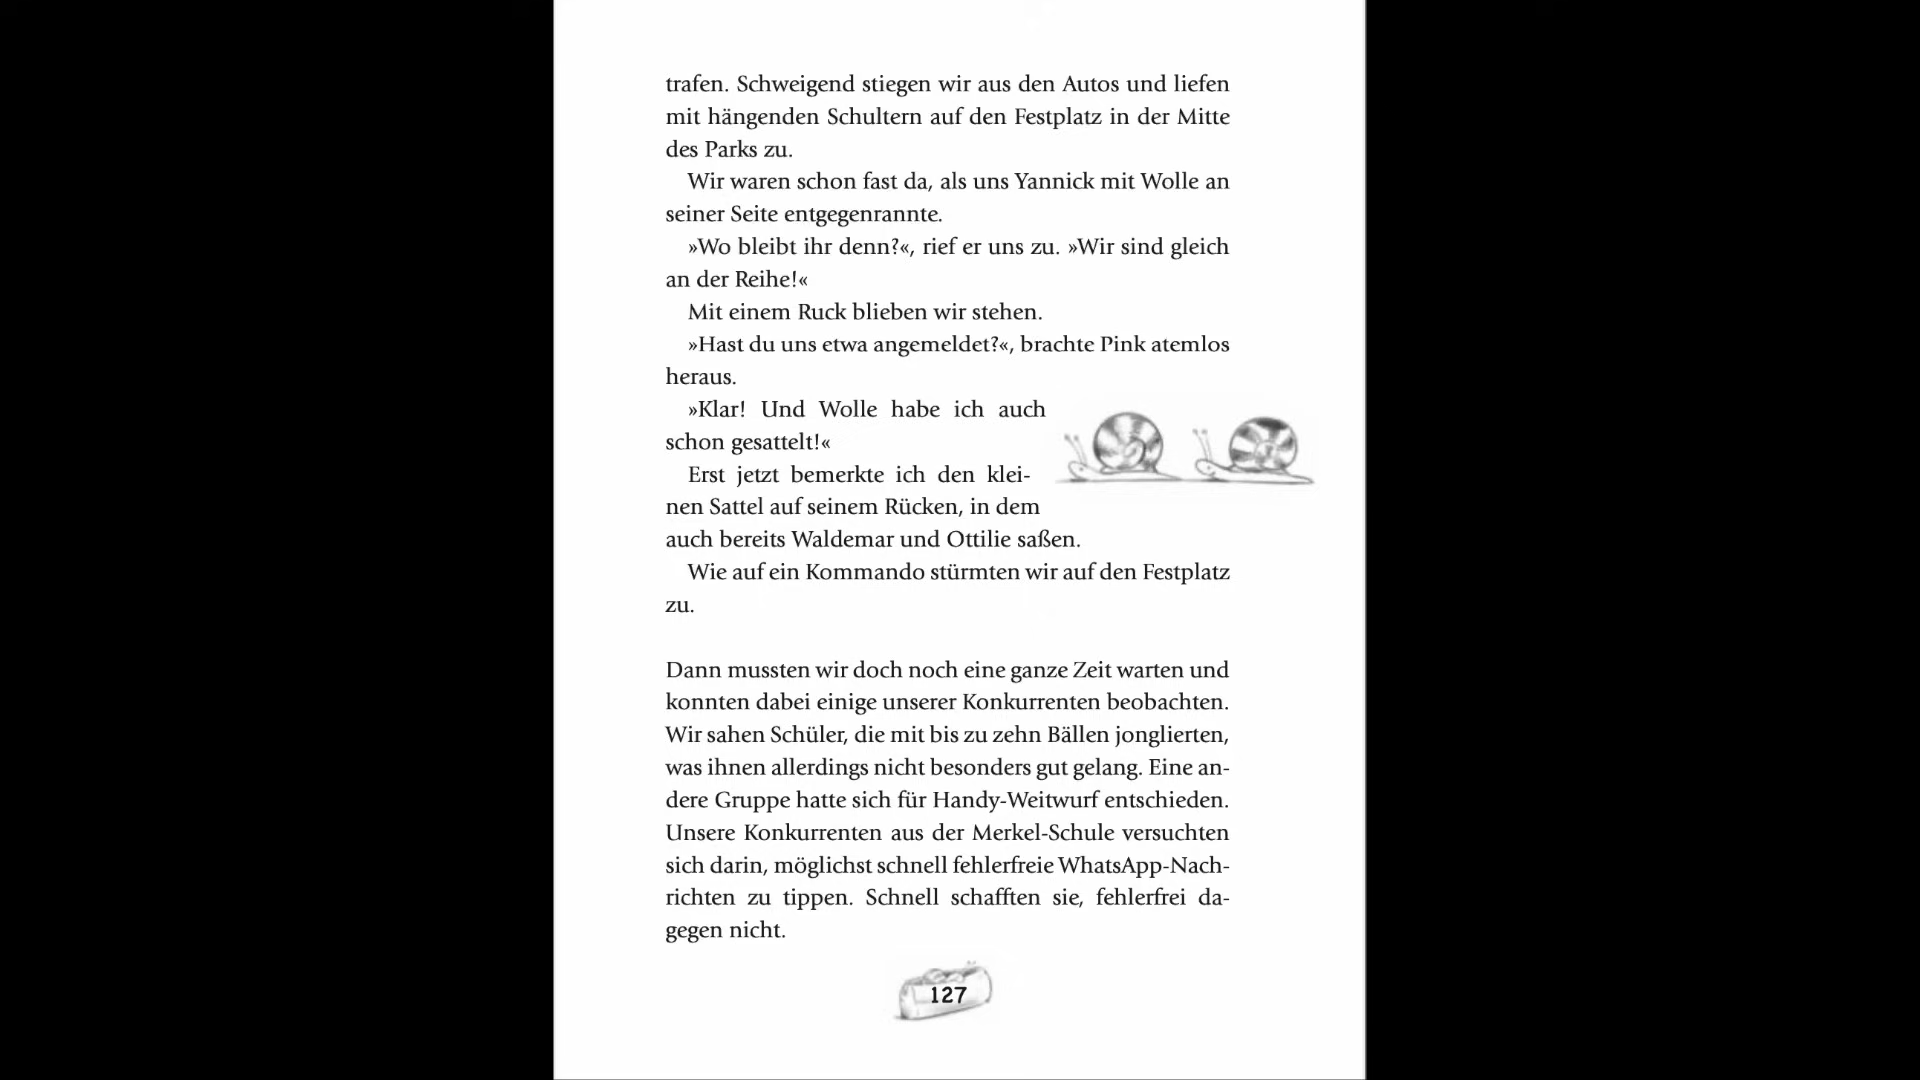 trafen. Schweigend stiegen wir aus den Autos und liefen
mit hängenden Schultern auf den Festplatz in der Mitte
des Parks zu.
Wir waren schon fast da, als uns Yannick mit Wolle an
seiner Seite entgegenrannte.
»Wo bleibt ihr denn?«, rief er uns zu. »Wir sind gleich
an der Reihe!«
Mit einem Ruck blieben wir stehen.
»Hast du uns etwa angemeldet?«, brachte Pink atemlos
heraus.
»Klar! Und Wolle habe ich auch
schon gesattelt!«
Erst jetzt bemerkte ich den klei-
nen Sattel auf seinem Rücken, in dem
auch bereits Waldemar und Ottilie saßen.
Wie auf ein Kommando stürmten wir auf den Festplatz
zu.
Dann mussten wir doch noch eine ganze Zeit warten und
konnten dabei einige unserer Konkurrenten beobachten.
Wir sahen Schüler, die mit bis zu zehn Bällen jonglierten,
was ihnen allerdings nicht besonders gut gelang. Eine an-
dere Gruppe hatte sich für Handy-Weitwurf entschieden.
Unsere Konkurrenten aus der Merkel-Schule versuchten
sich darin, möglichst schnell fehlerfreie WhatsApp-Nach-
richten zu tippen. Schnell schafften sie, fehlerfrei da-
gegen nicht.
127